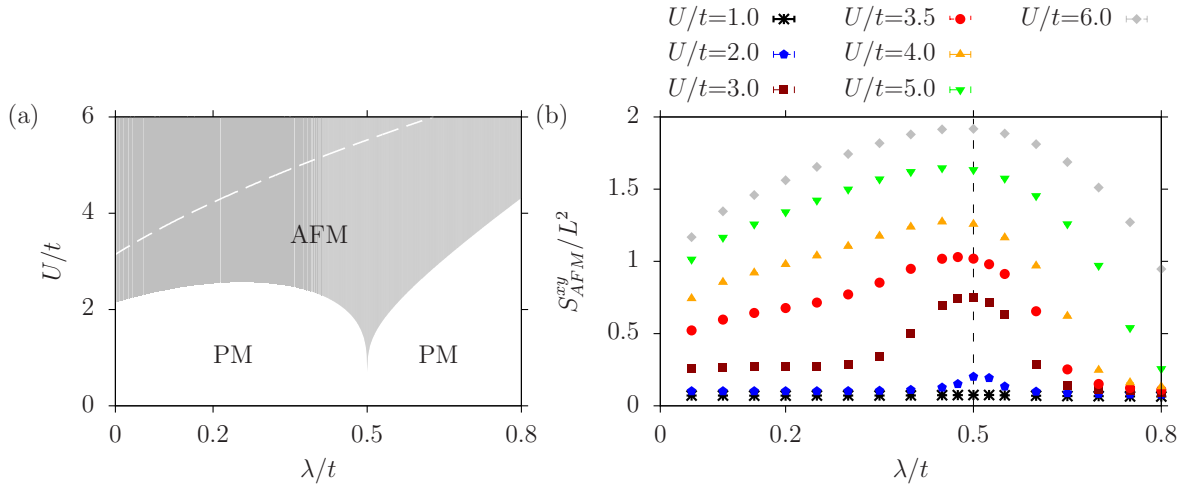 U/t=1.0 U/t=3.5 U/t=6.0
U/t=2.0 U/t=4.0
U/t=3.0 U/t=5.0
(a)
6
4
2
0
U/t
AFM
PM PM
0 0.2 0.5 0.8
λ/t
(b)
2
1.5
1
0.5
0
S^{xy}_{AFM}/L^2
0 0.2 0.5 0.8
λ/t